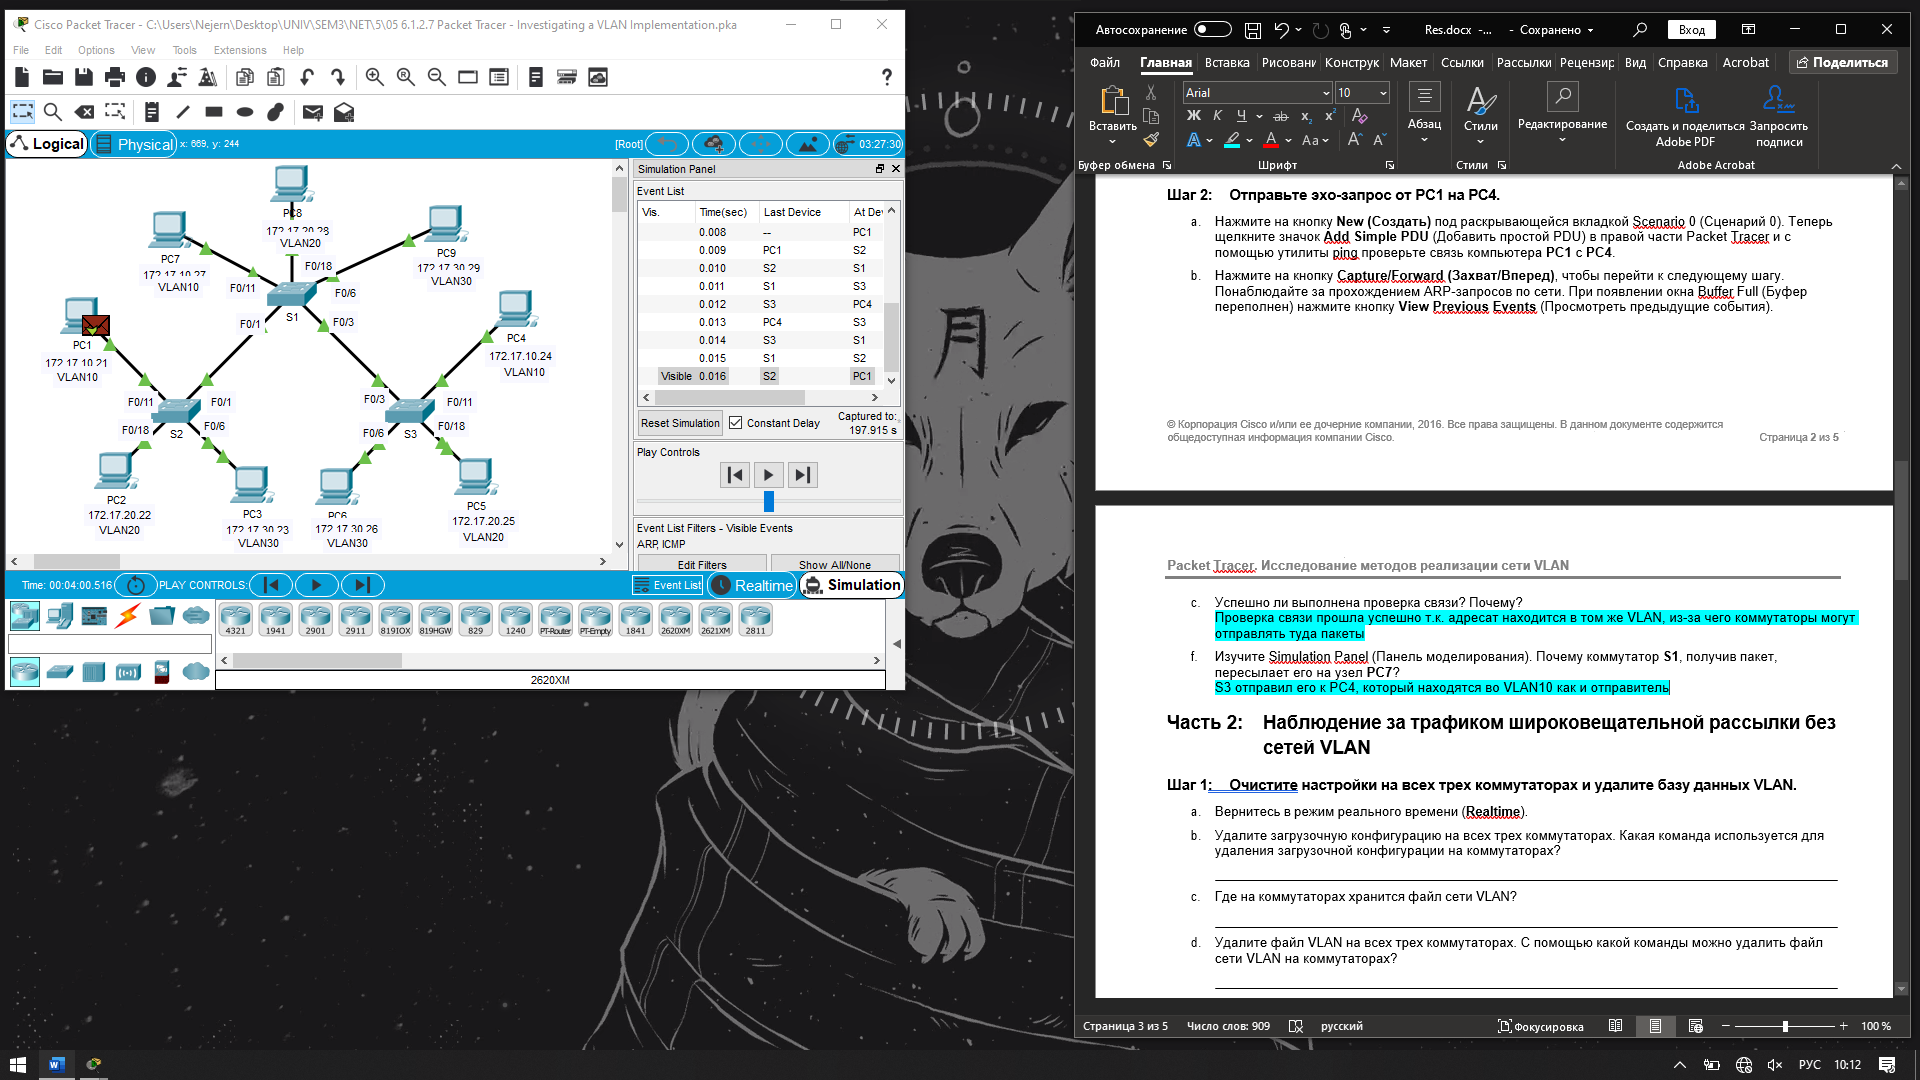 Cisco Packet Tracer - C:\Users\Nejern\Desktop\UNIV\SEM3\NET\5\05 6.1.2.7 Packet Tracer - Investigating a VLAN Implementation.pka
File Edit Options View Tools Extensions Help
Logical
Physical
x: 669, y: 244
[Root]
03:27:30
PC8
172.17.20.28
VLAN20
PC7
172.17.10.27
VLAN10
PC9
172.17.30.29
VLAN30
F0/18
F0/11
F0/6
S1
F0/1
F0/3
PC1
172.17.10.21
VLAN10
PC4
172.17.10.24
VLAN10
F0/11
F0/1
F0/18
F0/6
S2
F0/3
F0/11
F0/6
F0/18
S3
PC2
172.17.20.22
VLAN20
PC3
172.17.30.23
VLAN30
PC6
172.17.30.26
VLAN30
PC5
172.17.20.25
VLAN20
Simulation Panel
Event List
Vis. Time(sec) Last Device At Dev
0.008 -- PC1
0.009 PC1 S2
0.010 S2 S1
0.011 S1 S3
0.012 S3 PC4
0.013 PC4 S3
0.014 S3 S1
0.015 S1 S2
Visible 0.016 S2 PC1
Reset Simulation
Constant Delay
Captured to:
197.915 s
Play Controls
Event List Filters - Visible Events
ARP, ICMP
Edit Filters
Show All/None
Time: 00:04:00.516
PLAY CONTROLS:
Event List
Realtime
Simulation
4321 1941 2901 2911 819IOX 819HGW 829 1240 PT-Router PT-Empty 1841 2620XM 2621XM 2811
2620XM
Автосохранение
Res.docx -... - Сохранено
Вход
Файл Главная Вставка Рисовани Конструк Макет Ссылки Рассылки Рецензир Вид Справка Acrobat
Поделиться
Вставить
Arial
10
Ж К Ч ab x₂ x² A
A A Aa A A
Абзац
Стили
Редактирование
Создать и поделиться Adobe PDF
Запросить подписи
Буфер обмена
Шрифт
Стили
Adobe Acrobat
Шаг 2: Отправьте эхо-запрос от PC1 на PC4.
a. Нажмите на кнопку New (Создать) под раскрывающейся вкладкой Scenario 0 (Сценарий 0). Теперь
щелкните значок Add Simple PDU (Добавить простой PDU) в правой части Packet Tracer и с
помощью утилиты ping проверьте связь компьютера PC1 с PC4.
b. Нажмите на кнопку Capture/Forward (Захват/Вперед), чтобы перейти к следующему шагу.
Понаблюдайте за прохождением ARP-запросов по сети. При появлении окна Buffer Full (Буфер
переполнен) нажмите кнопку View Previous Events (Просмотреть предыдущие события).
© Корпорация Cisco и/или ее дочерние компании, 2016. Все права защищены. В данном документе содержится
общедоступная информация компании Cisco.
Страница 2 из 5
Packet Tracer. Исследование методов реализации сети VLAN
c. Успешно ли выполнена проверка связи? Почему?
Проверка связи прошла успешно т.к. адресат находится в том же VLAN, из-за чего коммутаторы могут
отправлять туда пакеты
f. Изучите Simulation Panel (Панель моделирования). Почему коммутатор S1, получив пакет,
пересылает его на узел PC7?
S3 отправил его к PC4, который находятся во VLAN10 как и отправитель
Часть 2: Наблюдение за трафиком широковещательной рассылки без
сетей VLAN
Шаг 1: Очистите настройки на всех трех коммутаторах и удалите базу данных VLAN.
a. Вернитесь в режим реального времени (Realtime).
b. Удалите загрузочную конфигурацию на всех трех коммутаторах. Какая команда используется для
удаления загрузочной конфигурации на коммутаторах?
c. Где на коммутаторах хранится файл сети VLAN?
d. Удалите файл VLAN на всех трех коммутаторах. С помощью какой команды можно удалить файл
сети VLAN на коммутаторах?
Страница 3 из 5
Число слов: 909
русский
Фокусировка
100 %
月
РУС
10:12